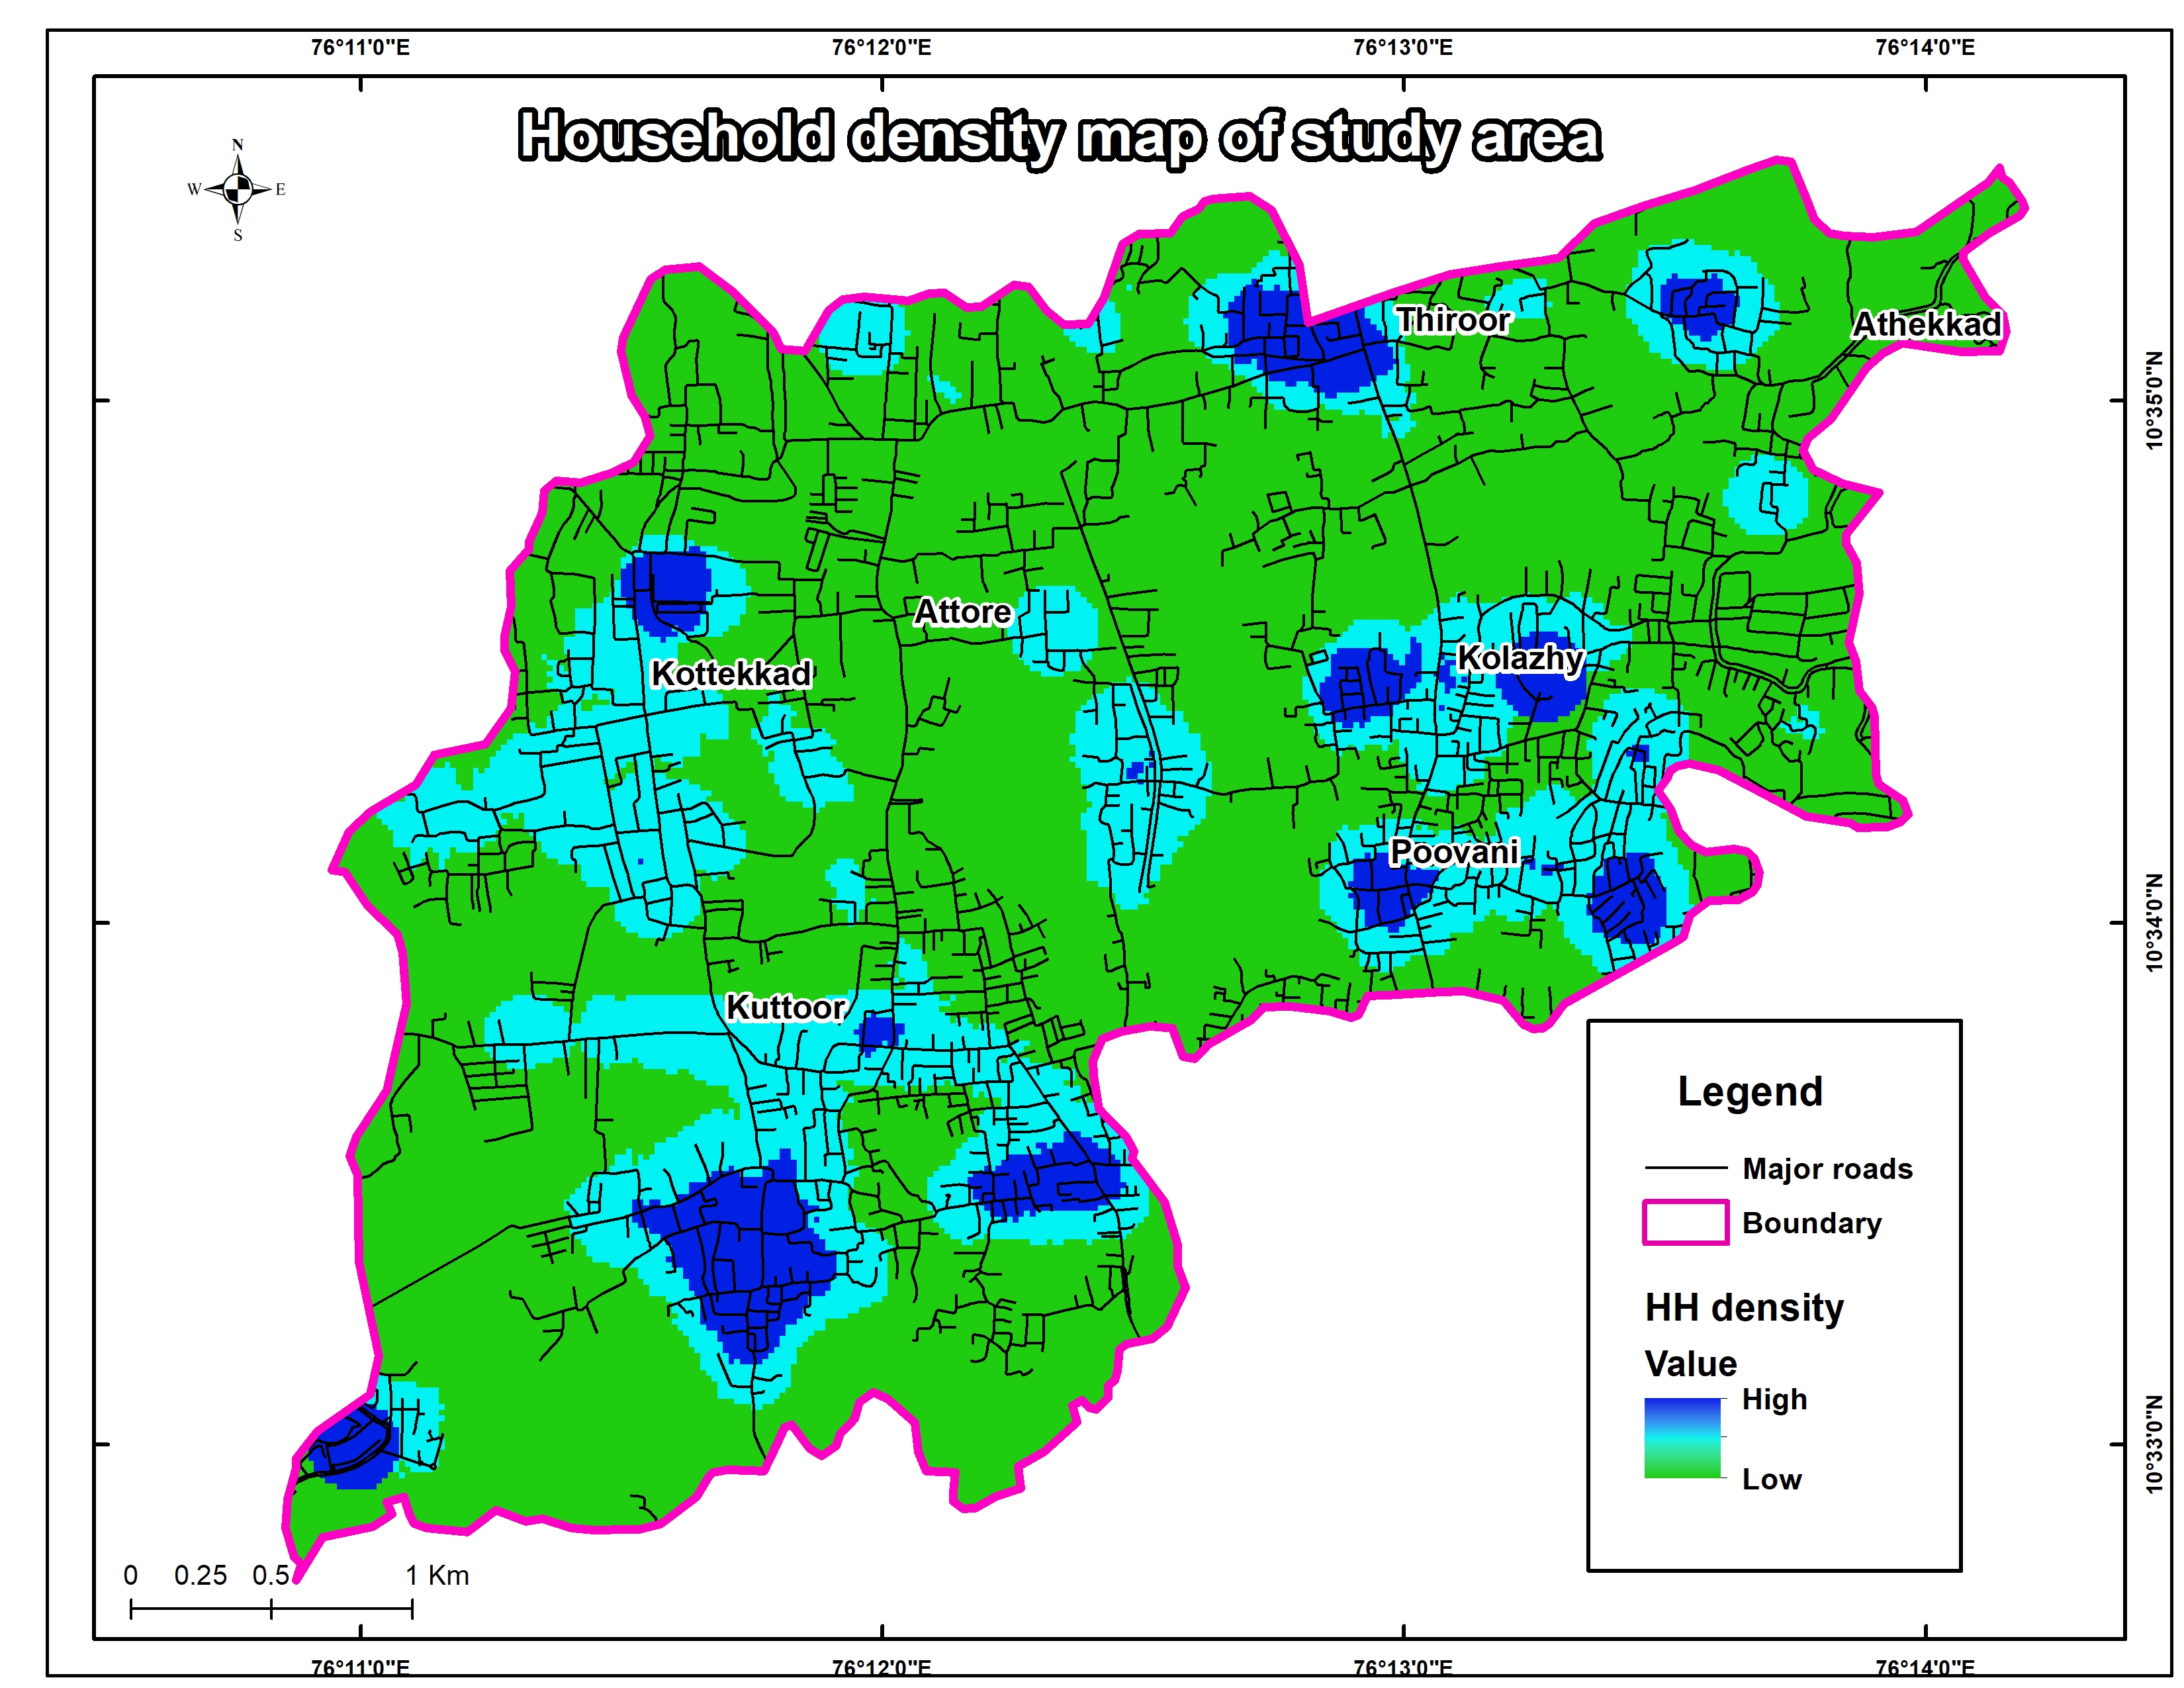 76°11'0"E 76°12'0"E 76°13'0"E 76°14'0"E
Household density map of study area
N
W E
S
Thiroor
Athekkad
10°35'0"N
Attore
Kolazhy
Kottekkad
Poovani
10°34'0"N
Kuttoor
Legend
Major roads
Boundary
HH density
Value
High
Low
10°33'0"N
0 0.25 0.5 1 Km
76°11'0"E 76°12'0"E 76°13'0"E 76°14'0"E